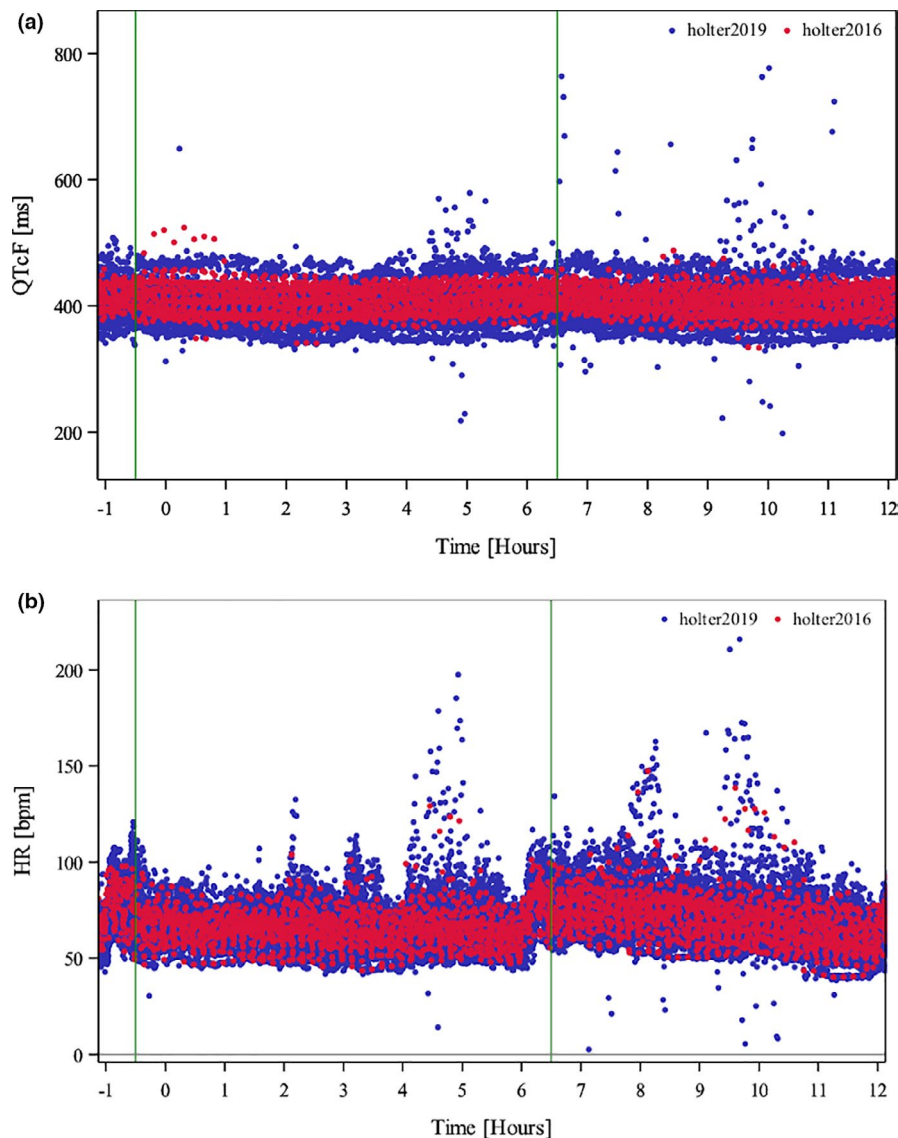 (a)
holter2019 holter2016
800
600
400
200
QTcF [ms]
-1 0 1 2 3 4 5 6 7 8 9 10 11 12
Time [Hours]
(b)
holter2019 holter2016
200
150
100
50
0
HR [bpm]
-1 0 1 2 3 4 5 6 7 8 9 10 11 12
Time [Hours]